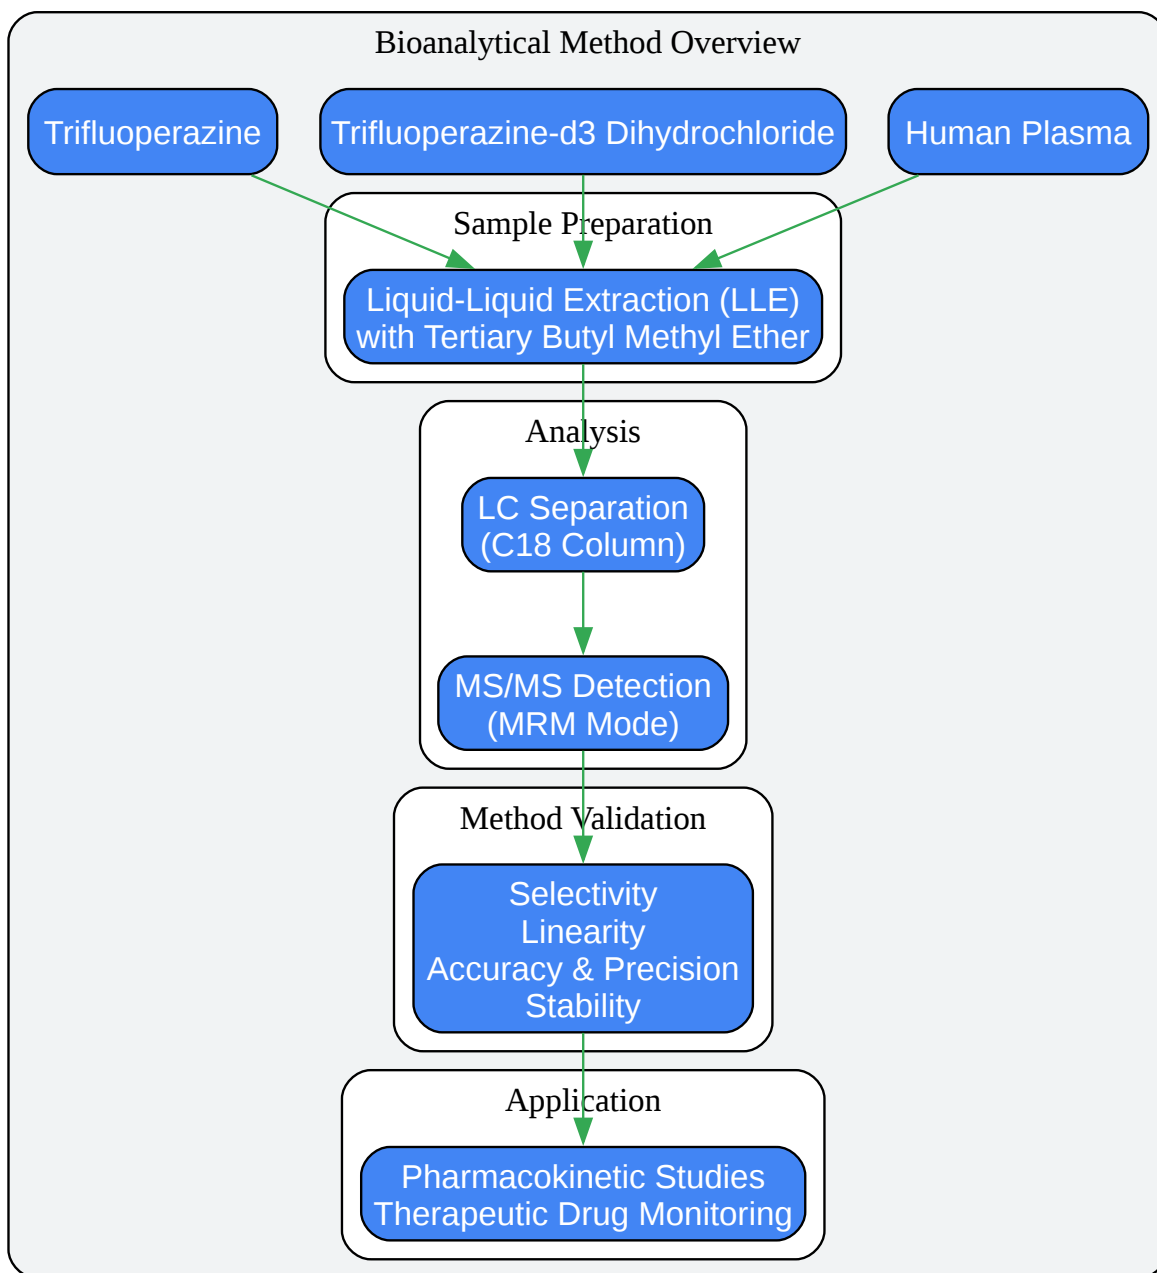 Bioanalytical Method Overview
Trifluoperazine
Trifluoperazine-d3 Dihydrochloride
Human Plasma
Sample Preparation
Liquid-Liquid Extraction (LLE)
with Tertiary Butyl Methyl Ether
Analysis
LC Separation
(C18 Column)
MS/MS Detection
(MRM Mode)
Method Validation
Selectivity
Linearity
Accuracy & Precision
Stability
Application
Pharmacokinetic Studies
Therapeutic Drug Monitoring